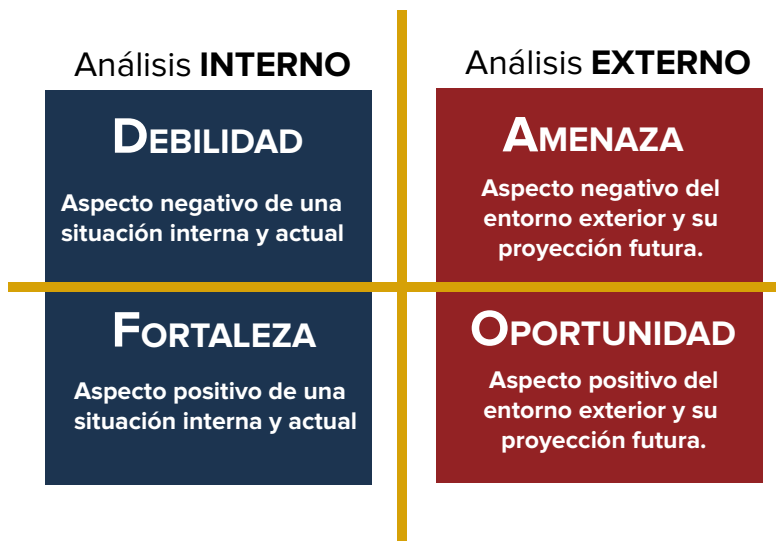 Análisis INTERNO
DEBILIDAD
Aspecto negativo de una
situación interna y actual
FORTALEZA
Aspecto positivo de una
situación interna y actual
Análisis EXTERNO
AMENAZA
Aspecto negativo del
entorno exterior y su
proyección futura.
OPORTUNIDAD
Aspecto positivo del
entorno exterior y su
proyección futura.